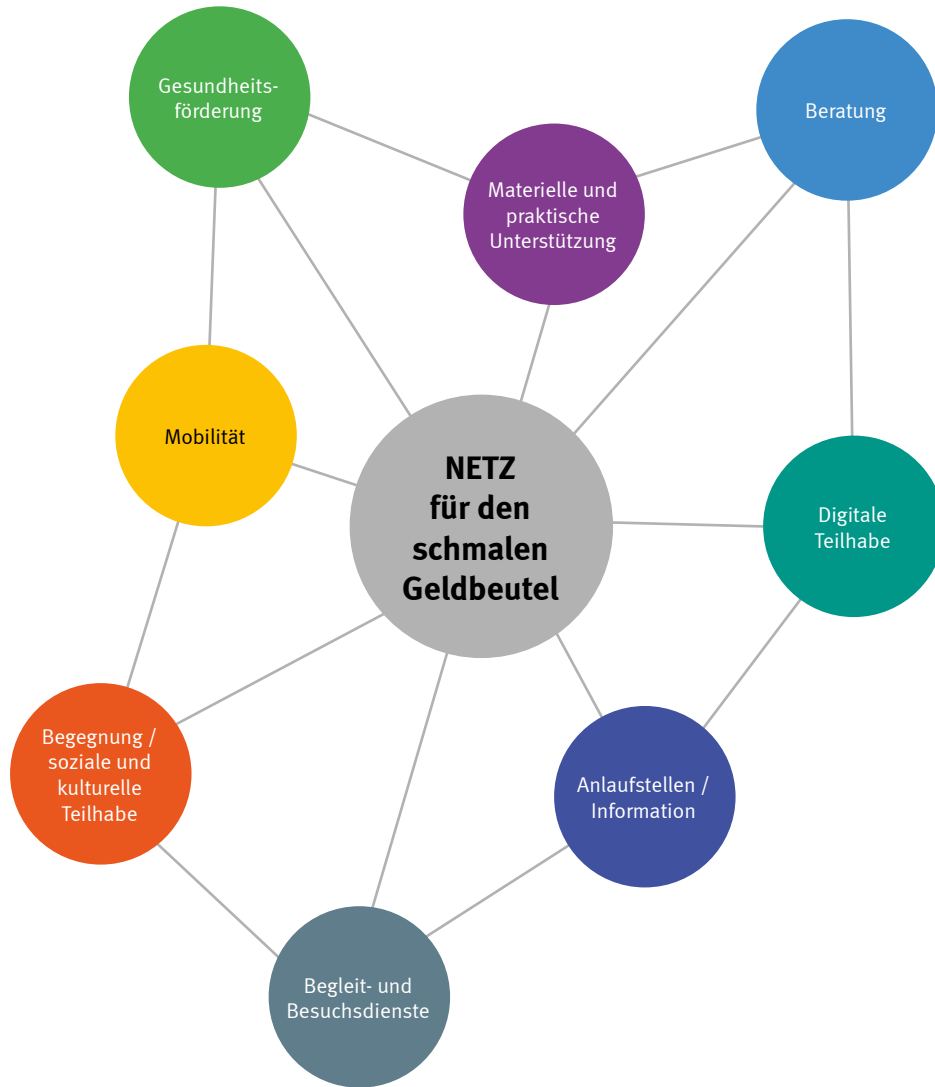 Gesundheits-
förderung
Beratung
Materielle und
praktische
Unterstützung
Mobilität
NETZ
für den
schmalen
Geldbeutel
Digitale
Teilhabe
Begegnung /
soziale und
kulturelle
Teilhabe
Anlaufstellen /
Information
Begleit- und
Besuchsdienste